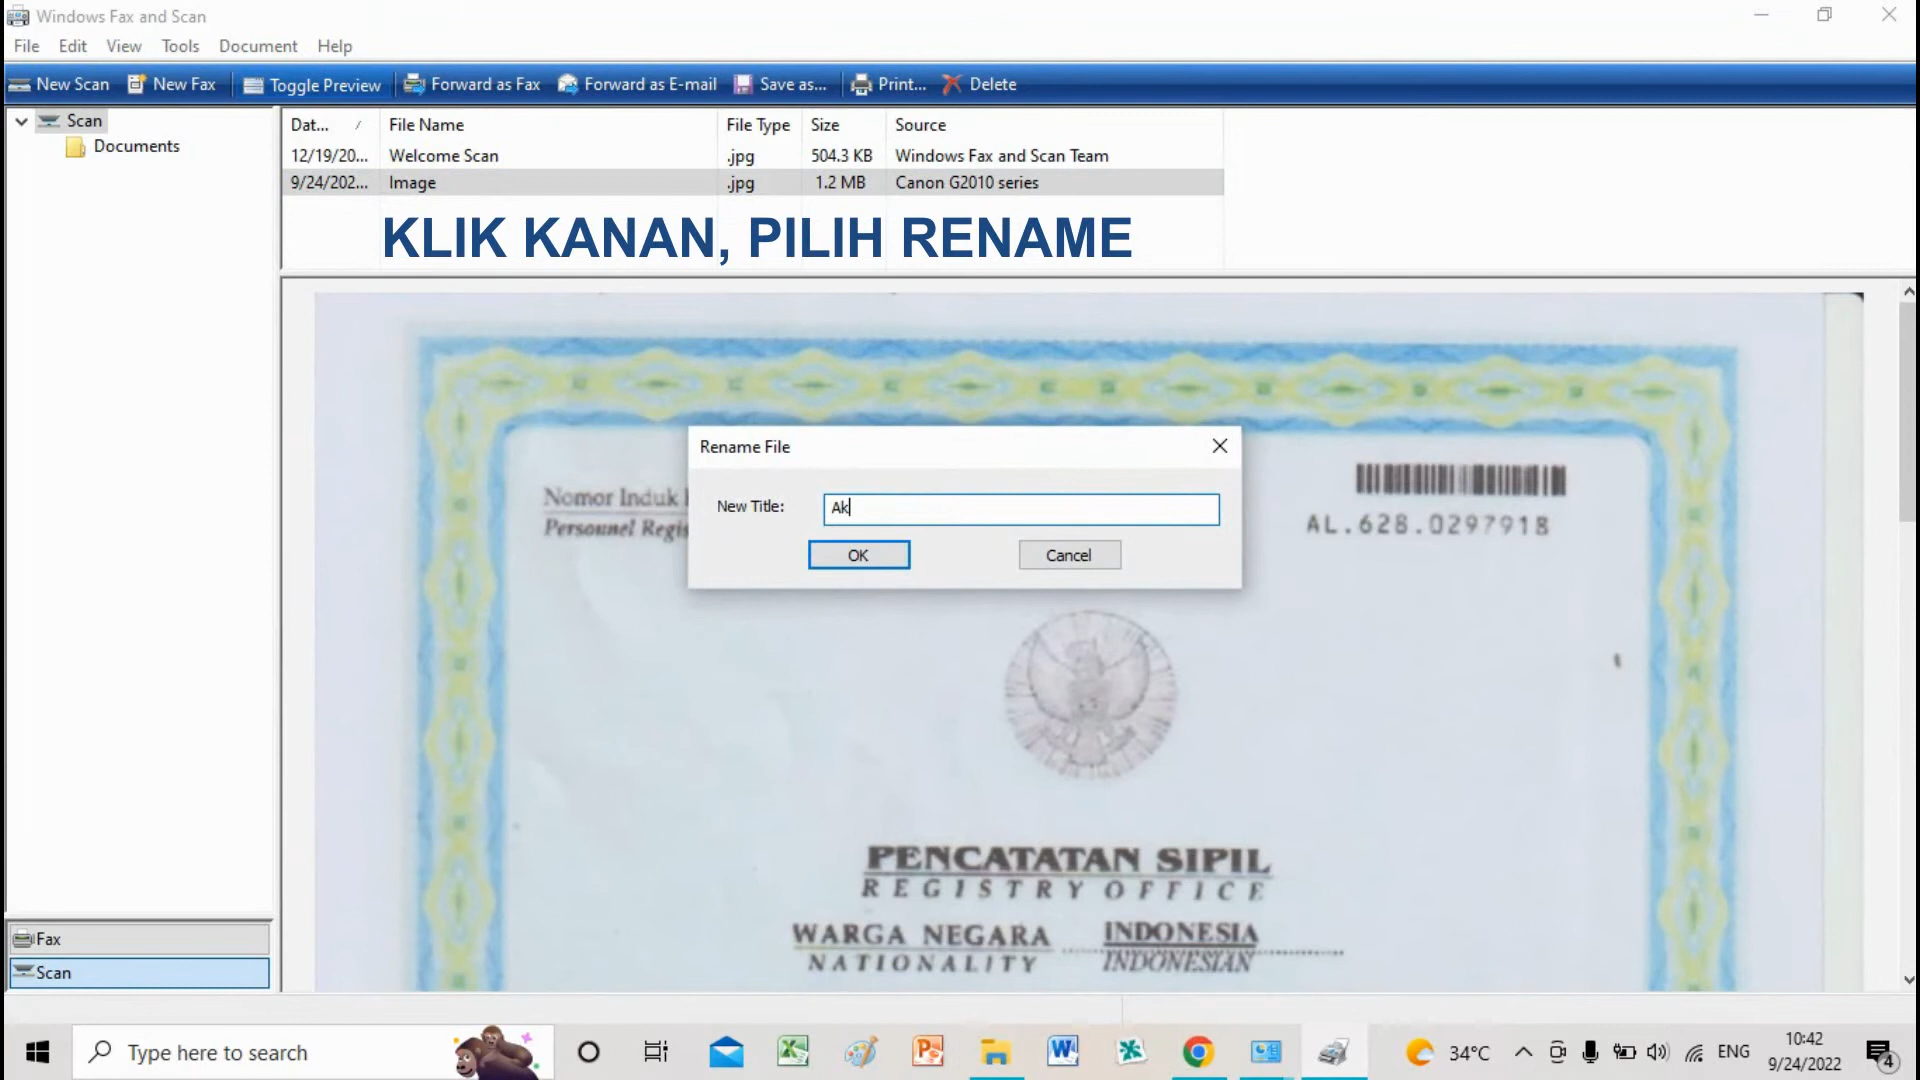 Windows Fax and Scan
File Edit View Tools Document Help
New Scan New Fax Toggle Preview Forward as Fax Forward as E-mail Save as... Print... Delete
Scan
Documents
Dat... File Name File Type Size Source
12/19/20... Welcome Scan .jpg 504.3 KB Windows Fax and Scan Team
9/24/202... Image .jpg 1.2 MB Canon G2010 series
KLIK KANAN, PILIH RENAME
Rename File
New Title: Ak
OK Cancel
Nomor Induk
Personnel Regis
AL.628.0297918
PENCATATAN SIPIL
REGISTRY OFFICE
WARGA NEGARA INDONESIA
NATIONALITY INDONESIAN
Fax
Scan
Type here to search
34°C ENG
10:42
9/24/2022
4